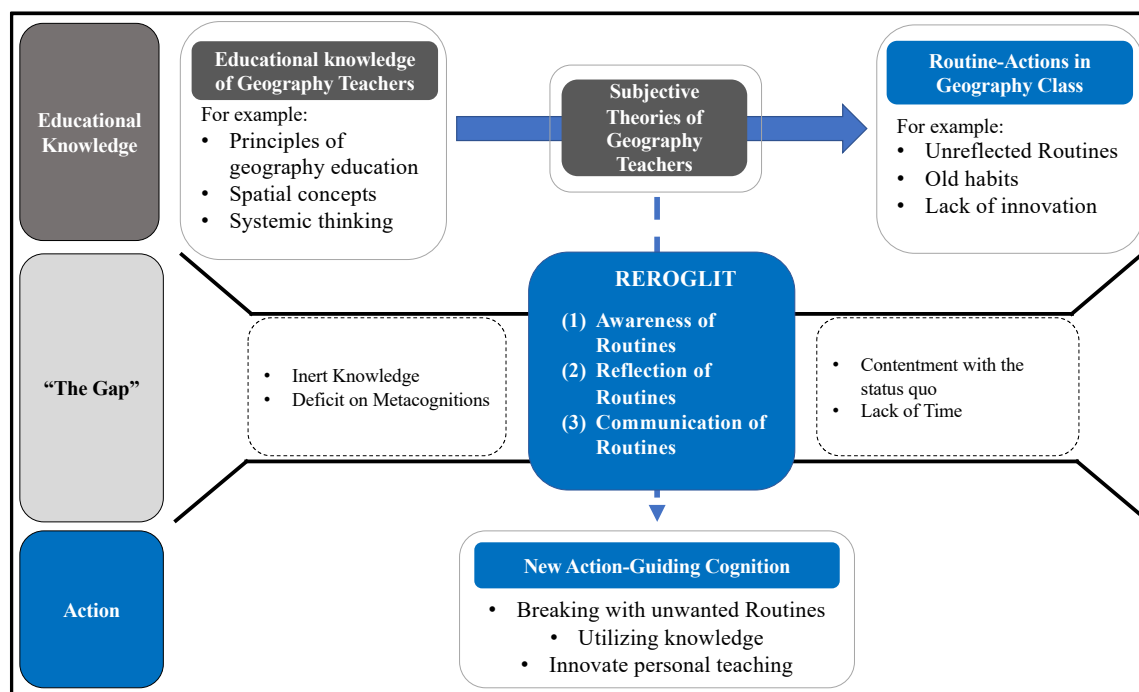 Educational
Knowledge
Educational knowledge
of Geography Teachers
For example:
• Principles of
geography education
• Spatial concepts
• Systemic thinking
Subjective
Theories of
Geography
Teachers
Routine-Actions in
Geography Class
For example:
• Unreflected Routines
• Old habits
• Lack of innovation
“The Gap”
• Inert Knowledge
• Deficit on Metacognitions
REROGLIT
(1) Awareness of
Routines
(2) Reflection of
Routines
(3) Communication of
Routines
• Contentment with the
status quo
• Lack of Time
Action
New Action-Guiding Cognition
• Breaking with unwanted Routines
• Utilizing knowledge
• Innovate personal teaching